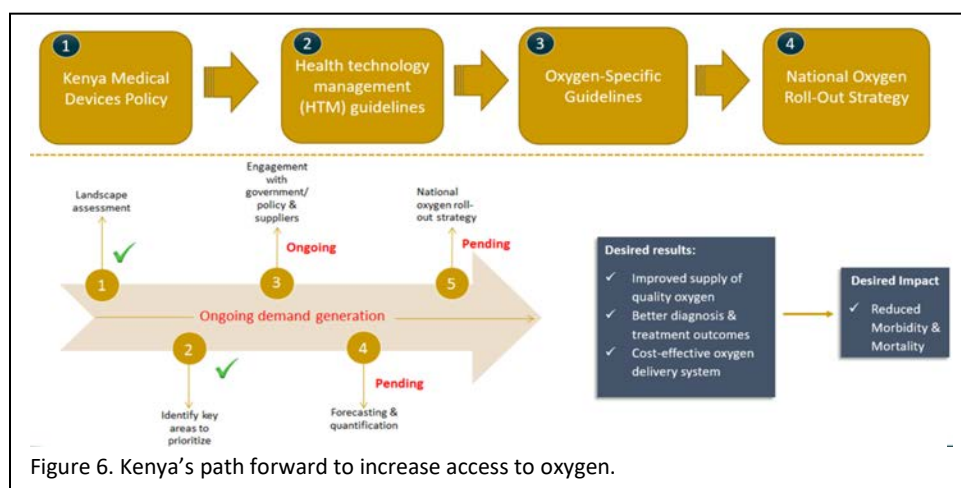 1
Kenya Medical
Devices Policy
2
Health technology
management
(HTM) guidelines
3
Oxygen-Specific
Guidelines
4
National Oxygen
Roll-Out Strategy
Landscape
assessment
1
Engagement
with
government/
policy &
suppliers
Ongoing
3
National
oxygen roll-
out strategy
Pending
5
Ongoing demand generation
2
Identify key
areas to
prioritize
4
Pending
Forecasting &
quantification
Desired results:
✓ Improved supply of
quality oxygen
✓ Better diagnosis &
treatment outcomes
✓ Cost-effective oxygen
delivery system
Desired Impact
✓ Reduced
Morbidity &
Mortality
Figure 6. Kenya’s path forward to increase access to oxygen.